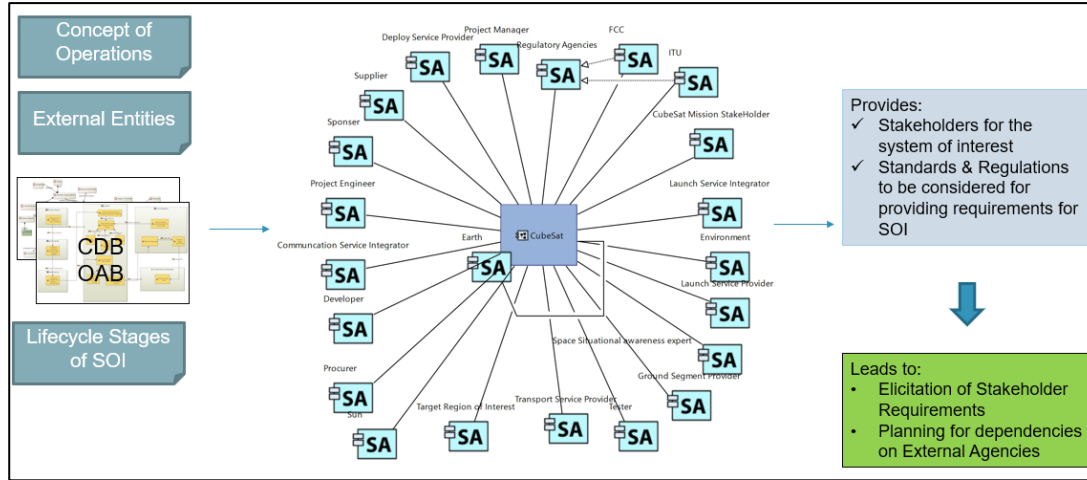 Concept of
Operations
External Entities
CDB
OAB
Lifecycle Stages
of SOI
Project Manager
FCC
Deploy Service Provider
Regulatory Agencies
ITU
SA
SA
SA
SA
SA
Supplier
SA
CubeSat Mission StakeHolder
SA
Sponser
SA
Project Engineer
Launch Service Integrator
SA
SA
Communcation Service Integrator
Earth
CubeSat
Environment
SA
SA
SA
Developer
Launch Service Provider
SA
SA
Space Situational awareness expert
SA
Procurer
Ground Segment Provider
SA
SA
Sun
Target Region of Interest
Transport Service Provider
Tester
SA
SA
SA
SA
Provides:
✓ Stakeholders for the
system of interest
✓ Standards & Regulations
to be considered for
providing requirements for
SOI
Leads to:
• Elicitation of Stakeholder
Requirements
• Planning for dependencies
on External Agencies